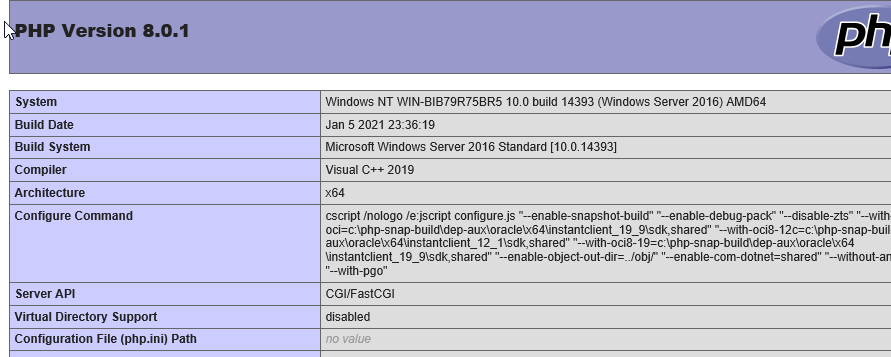 PHP Version 8.0.1
php
System Windows NT WIN-BIB79R75BR5 10.0 build 14393 (Windows Server 2016) AMD64
Build Date Jan 5 2021 23:36:19
Build System Microsoft Windows Server 2016 Standard [10.0.14393]
Compiler Visual C++ 2019
Architecture x64
Configure Command cscript /nologo /e:jscript configure.js "--enable-snapshot-build" "--enable-debug-pack" "--disable-zts" "--with-
oci=c:\php-snap-build\dep-aux\oracle\x64\instantclient_19_9\sdk,shared" "--with-oci8-12c=c:\php-snap-buil
aux\oracle\x64\instantclient_12_1\sdk,shared" "--with-oci8-19=c:\php-snap-build\dep-aux\oracle\x64
\instantclient_19_9\sdk,shared" "--enable-object-out-dir=../obj/" "--enable-com-dotnet=shared" "--without-an
"--with-pgo"
Server API CGI/FastCGI
Virtual Directory Support disabled
Configuration File (php.ini) Path no value